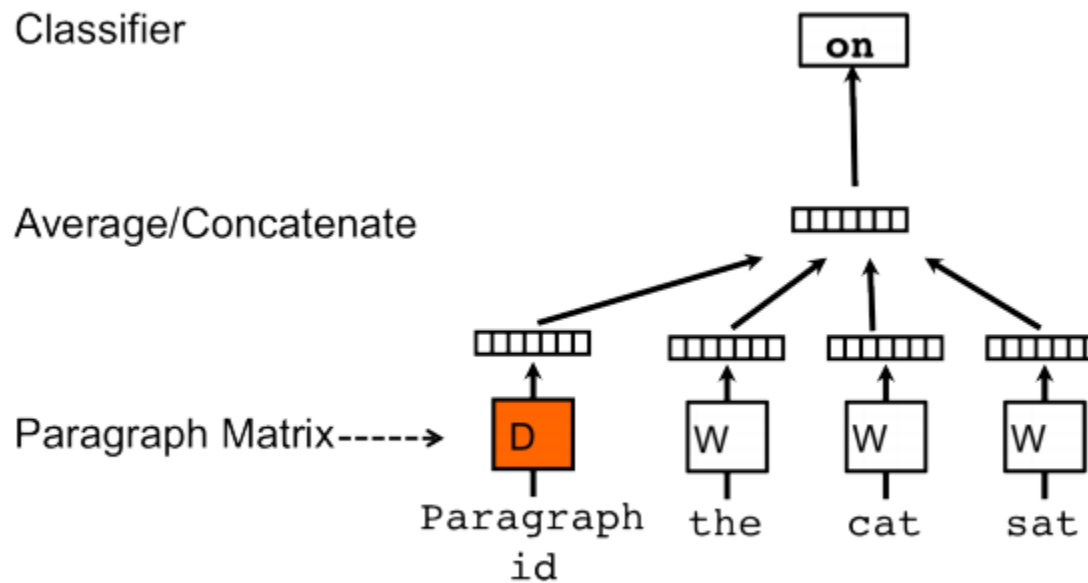 Classifier
on
Average/Concatenate
Paragraph Matrix
D
W
W
W
Paragraph
id
the
cat
sat